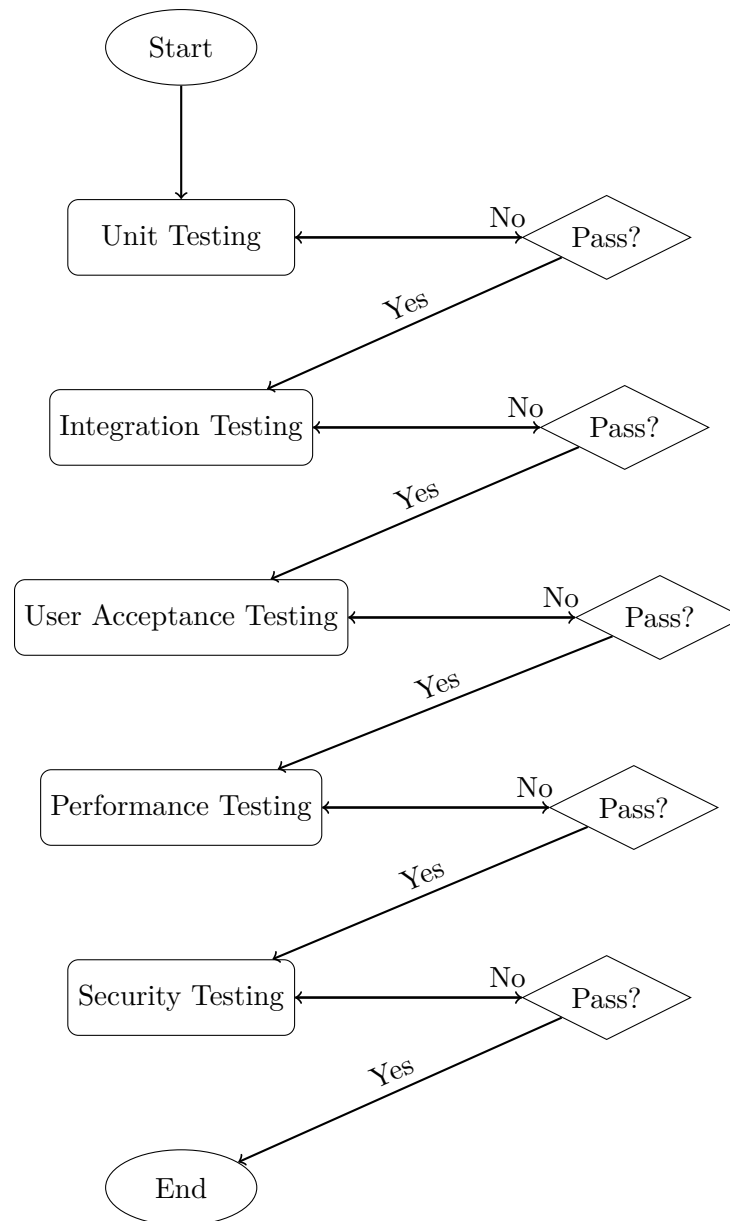 Start
Unit Testing
No
Pass?
Yes
Integration Testing
No
Pass?
Yes
User Acceptance Testing
No
Pass?
Yes
Performance Testing
No
Pass?
Yes
Security Testing
No
Pass?
Yes
End